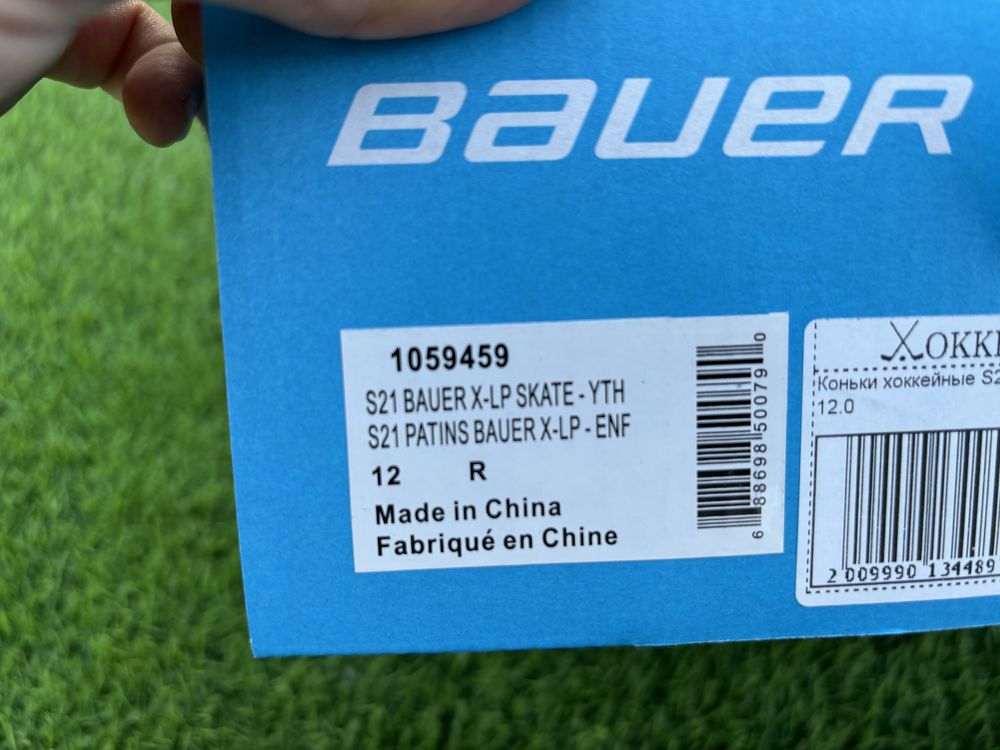 BAUER
1059459
S21 BAUER X-LP SKATE - YTH
S21 PATINS BAUER X-LP - ENF
12 R
Made in China
Fabriqué en Chine
6 88698 50079 0
Коньки хоккейные
12.0
2 009990 134489